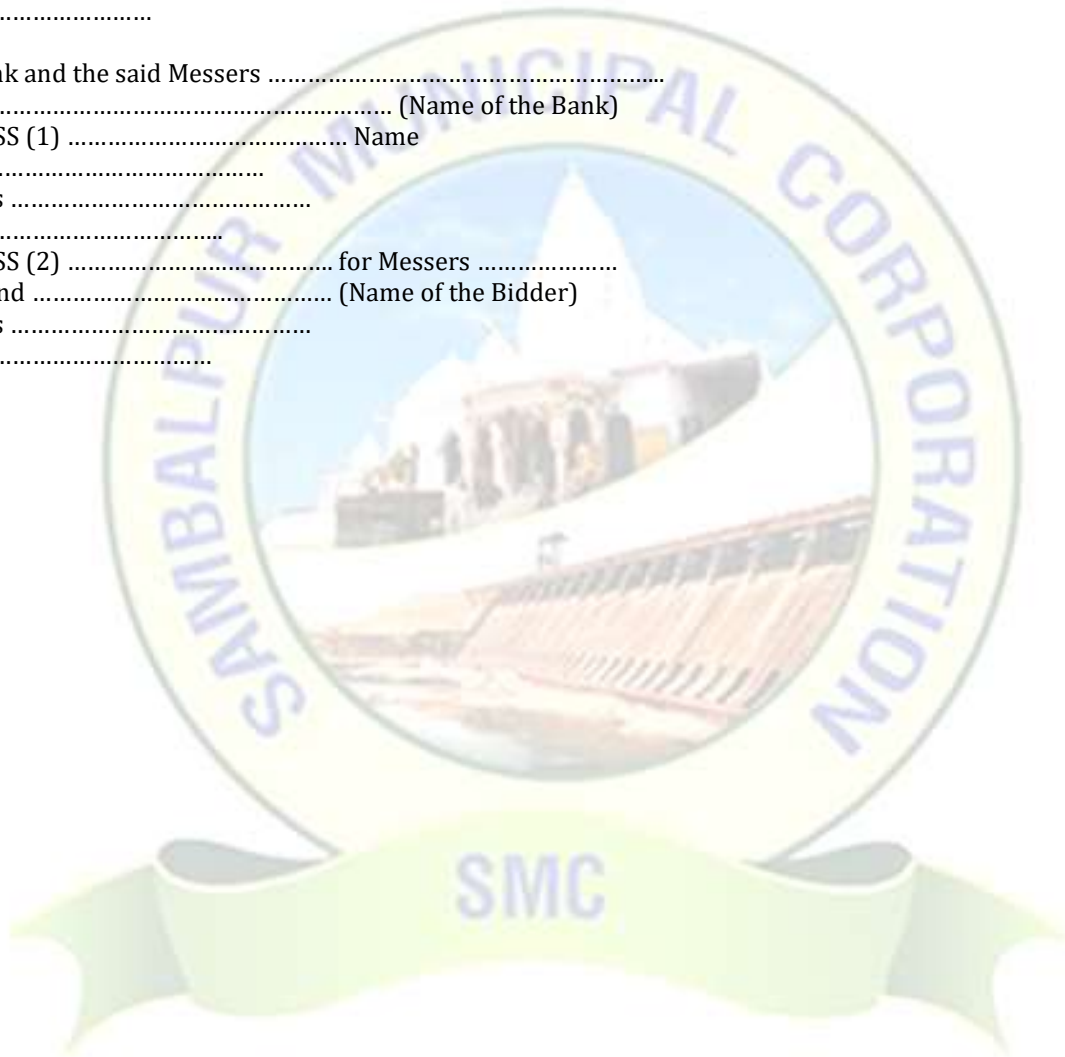 ……………………
nk and the said Messers …………………………………………………...
…………………………………………………. (Name of the Bank)
SS (1) …………………………………… Name
…………………………………
s ………………………………………
……………………………..
SS (2) …………………………………. for Messers …………………
nd ……………………………………… (Name of the Bidder)
s ………………………………………
…………………………
SAMBALPUR MUNICIPAL CORPORATION
SMC